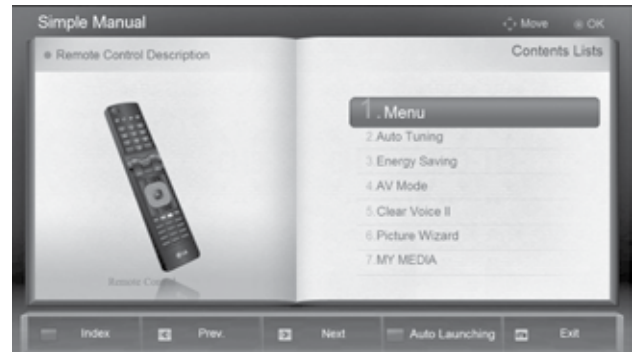 Simple Manual
Move OK
Remote Control Description
Contents Lists
1. Menu
2.Auto Tuning
3.Energy Saving
4.AV Mode
5.Clear Voice II
6.Picture Wizard
7.MY MEDIA
Remote Control
Index Prev. Next Auto Launching Exit